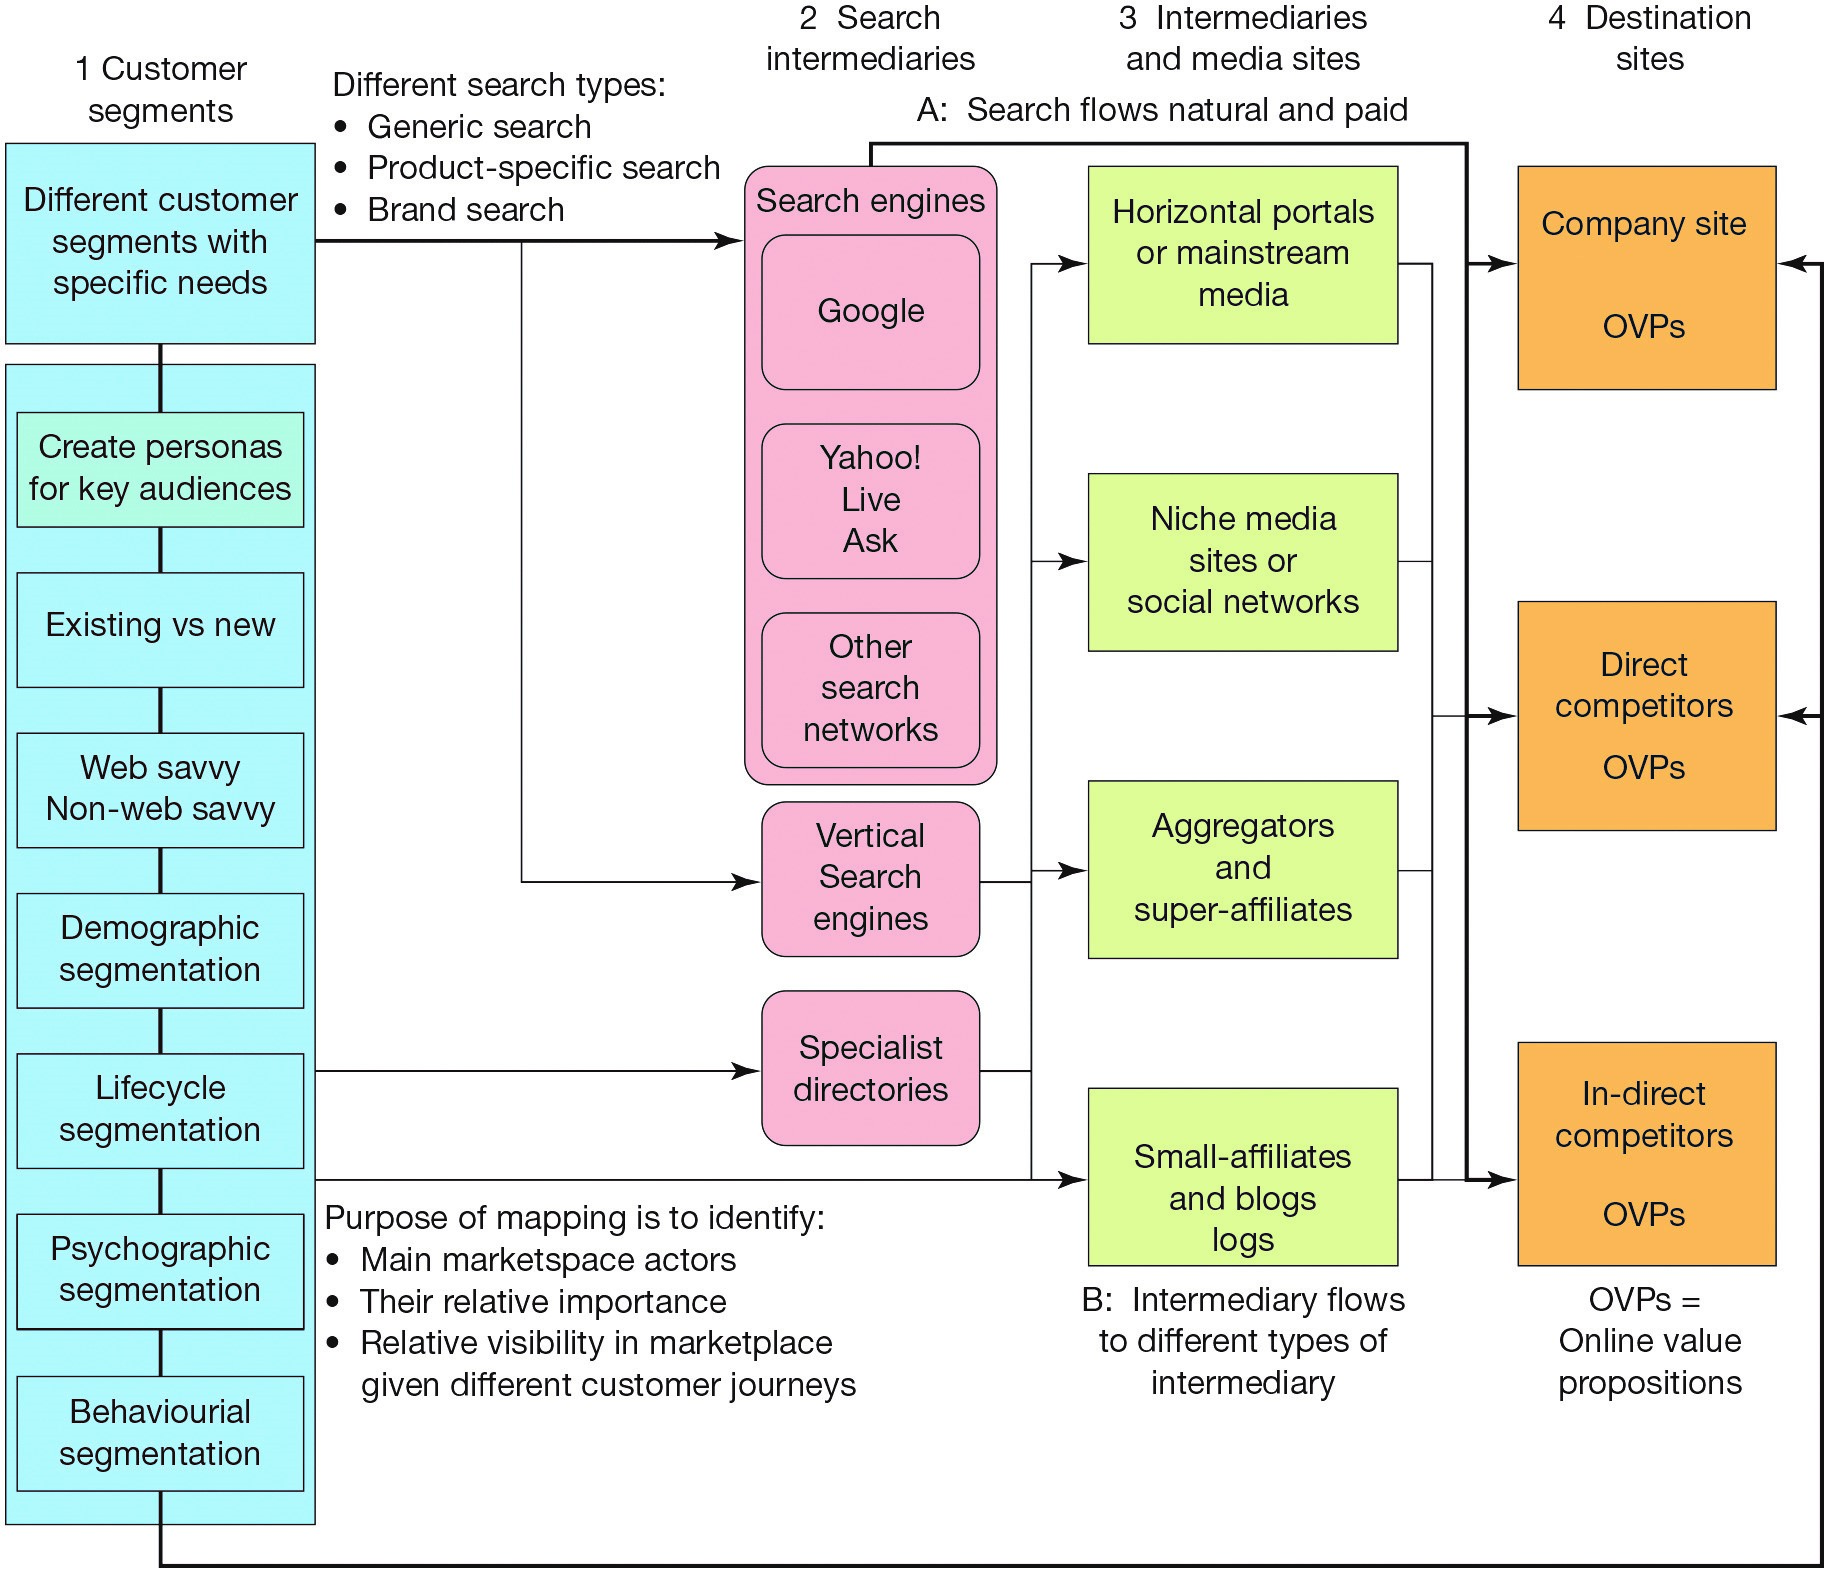 1 Customer
segments
Different customer
segments with
specific needs
Create personas
for key audiences
Existing vs new
Web savvy
Non-web savvy
Demographic
segmentation
Lifecycle
segmentation
Psychographic
segmentation
Behaviourial
segmentation
Different search types:
• Generic search
• Product-specific search
• Brand search
Purpose of mapping is to identify:
• Main marketspace actors
• Their relative importance
• Relative visibility in marketplace
given different customer journeys
2 Search
intermediaries
A: Search flows natural and paid
Search engines
Google
Yahoo!
Live
Ask
Other
search
networks
Vertical
Search
engines
Specialist
directories
3 Intermediaries
and media sites
Horizontal portals
or mainstream
media
Niche media
sites or
social networks
Aggregators
and
super-affiliates
Small-affiliates
and blogs
logs
B: Intermediary flows
to different types of
intermediary
4 Destination
sites
Company site
OVPs
Direct
competitors
OVPs
In-direct
competitors
OVPs
OVPs =
Online value
propositions